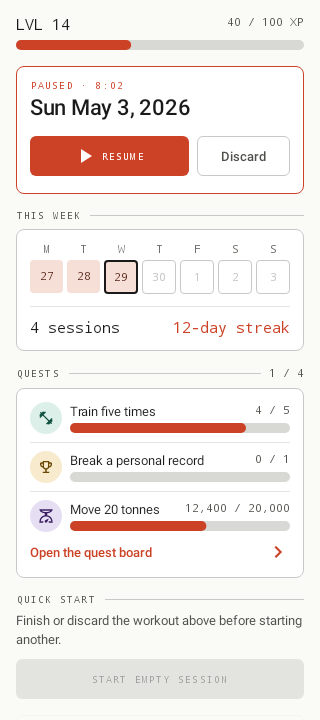 LVL 14
40 / 100 XP
PAUSED · 8:02
Sun May 3, 2026
RESUME
Discard
THIS WEEK
M T W T F S S
27 28 29 30 1 2 3
4 sessions
12-day streak
QUESTS
1 / 4
Train five times
4 / 5
Break a personal record
0 / 1
Move 20 tonnes
12,400 / 20,000
Open the quest board
QUICK START
Finish or discard the workout above before starting
another.
START EMPTY SESSION